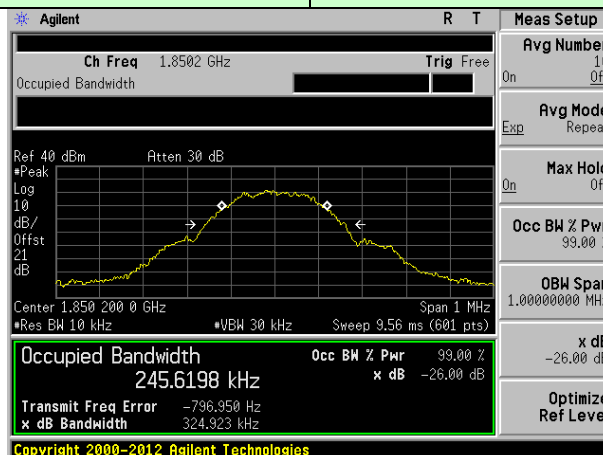 Agilent R T Meas Setup
Ch Freq 1.8502 GHz Trig Free
Occupied Bandwidth
Avg Number
10
On Of
Avg Mode
Exp Repea
Ref 40 dBm Atten 30 dB
#Peak
Log
10
dB/
Offst
21
dB
Max Hold
On Of
Occ BW % Pwr
99.00
OBW Span
1.00000000 MH
Center 1.850 200 0 GHz Span 1 MHz
#Res BW 10 kHz #VBW 30 kHz Sweep 9.56 ms (601 pts)
x dB
-26.00 dB
Occupied Bandwidth
245.6198 kHz
Occ BW % Pwr 99.00 %
x dB -26.00 dB
Transmit Freq Error -796.950 Hz
x dB Bandwidth 324.923 kHz
Optimize
Ref Level
Copyright 2000-2012 Agilent Technologies